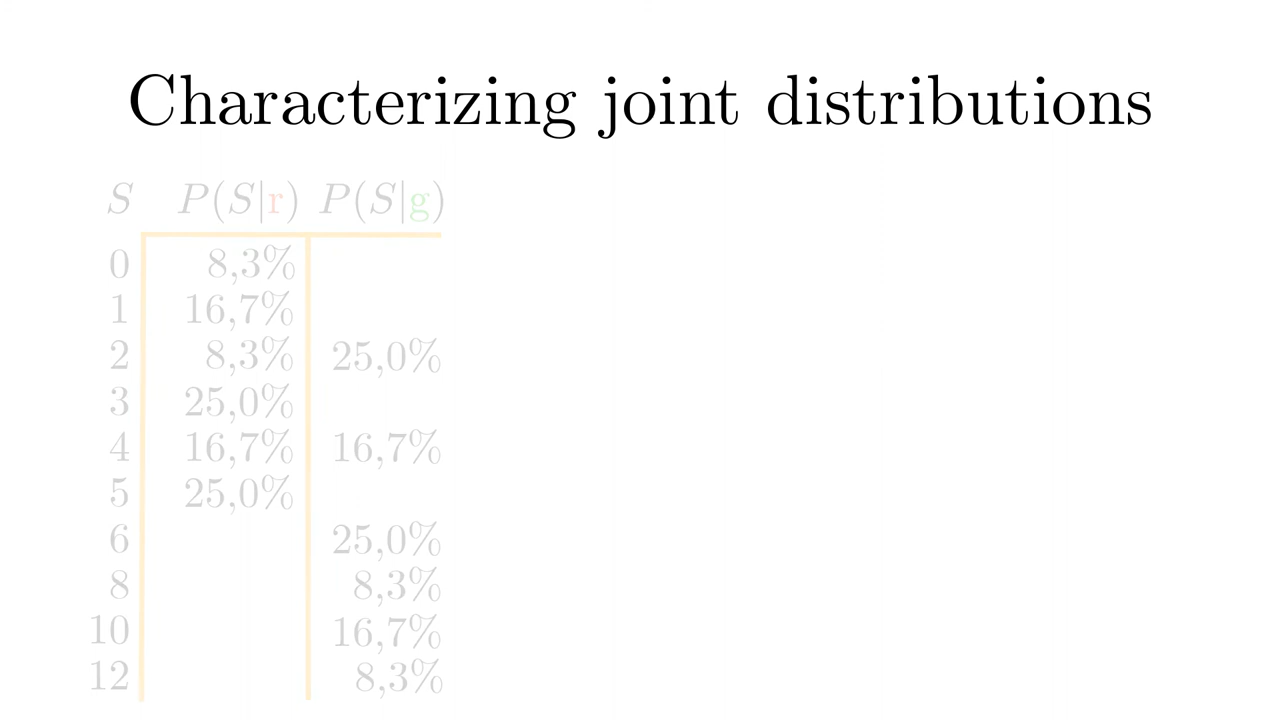 Characterizing joint distributions
S P(S|r) P(S|g)
0 8,3%
1 16,7%
2 8,3% 25,0%
3 25,0%
4 16,7% 16,7%
5 25,0%
6 25,0%
8 8,3%
10 16,7%
12 8,3%